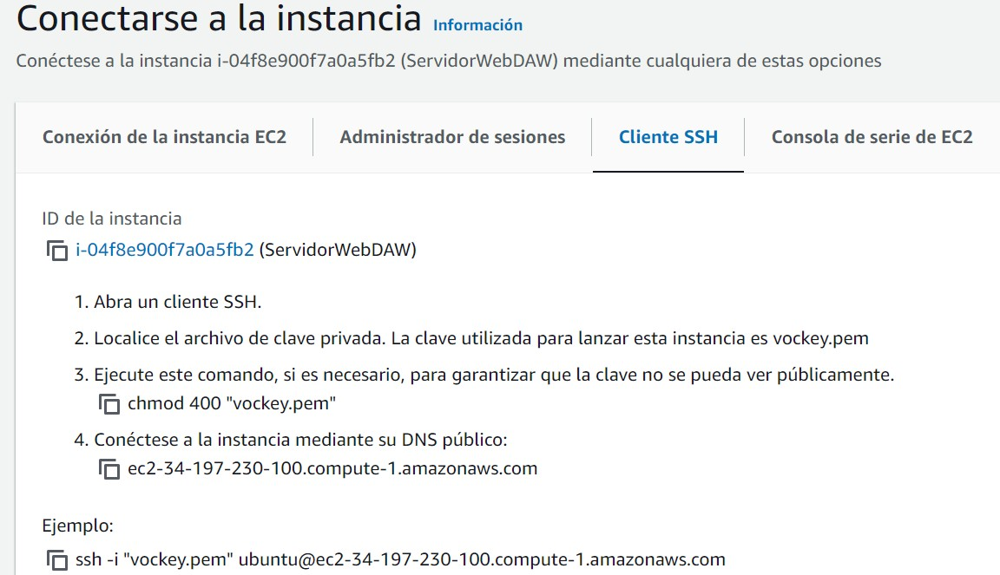 Conectarse a la instancia Información
Conéctese a la instancia i-04f8e900f7a0a5fb2 (ServidorWebDAW) mediante cualquiera de estas opciones
Conexión de la instancia EC2 Administrador de sesiones Cliente SSH Consola de serie de EC2
ID de la instancia
i-04f8e900f7a0a5fb2 (ServidorWebDAW)
1. Abra un cliente SSH.
2. Localice el archivo de clave privada. La clave utilizada para lanzar esta instancia es vockey.pem
3. Ejecute este comando, si es necesario, para garantizar que la clave no se pueda ver públicamente.
chmod 400 "vockey.pem"
4. Conéctese a la instancia mediante su DNS público:
ec2-34-197-230-100.compute-1.amazonaws.com
Ejemplo:
ssh -i "vockey.pem" ubuntu@ec2-34-197-230-100.compute-1.amazonaws.com